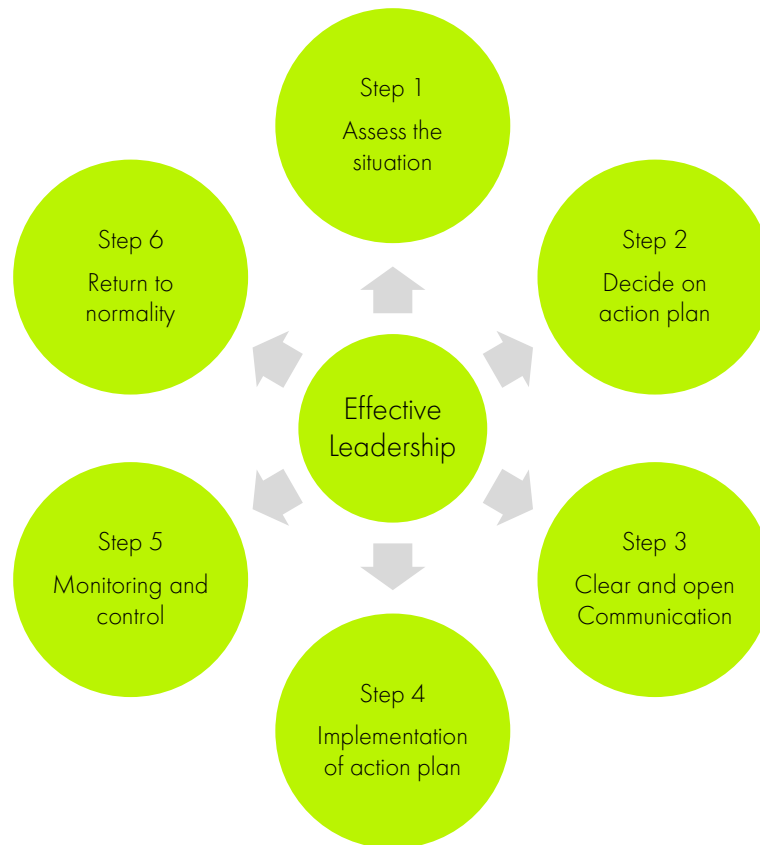 Step 1
Assess the
situation
Step 2
Decide on
action plan
Step 3
Clear and open
Communication
Step 4
Implementation
of action plan
Step 5
Monitoring and
control
Step 6
Return to
normality
Effective
Leadership